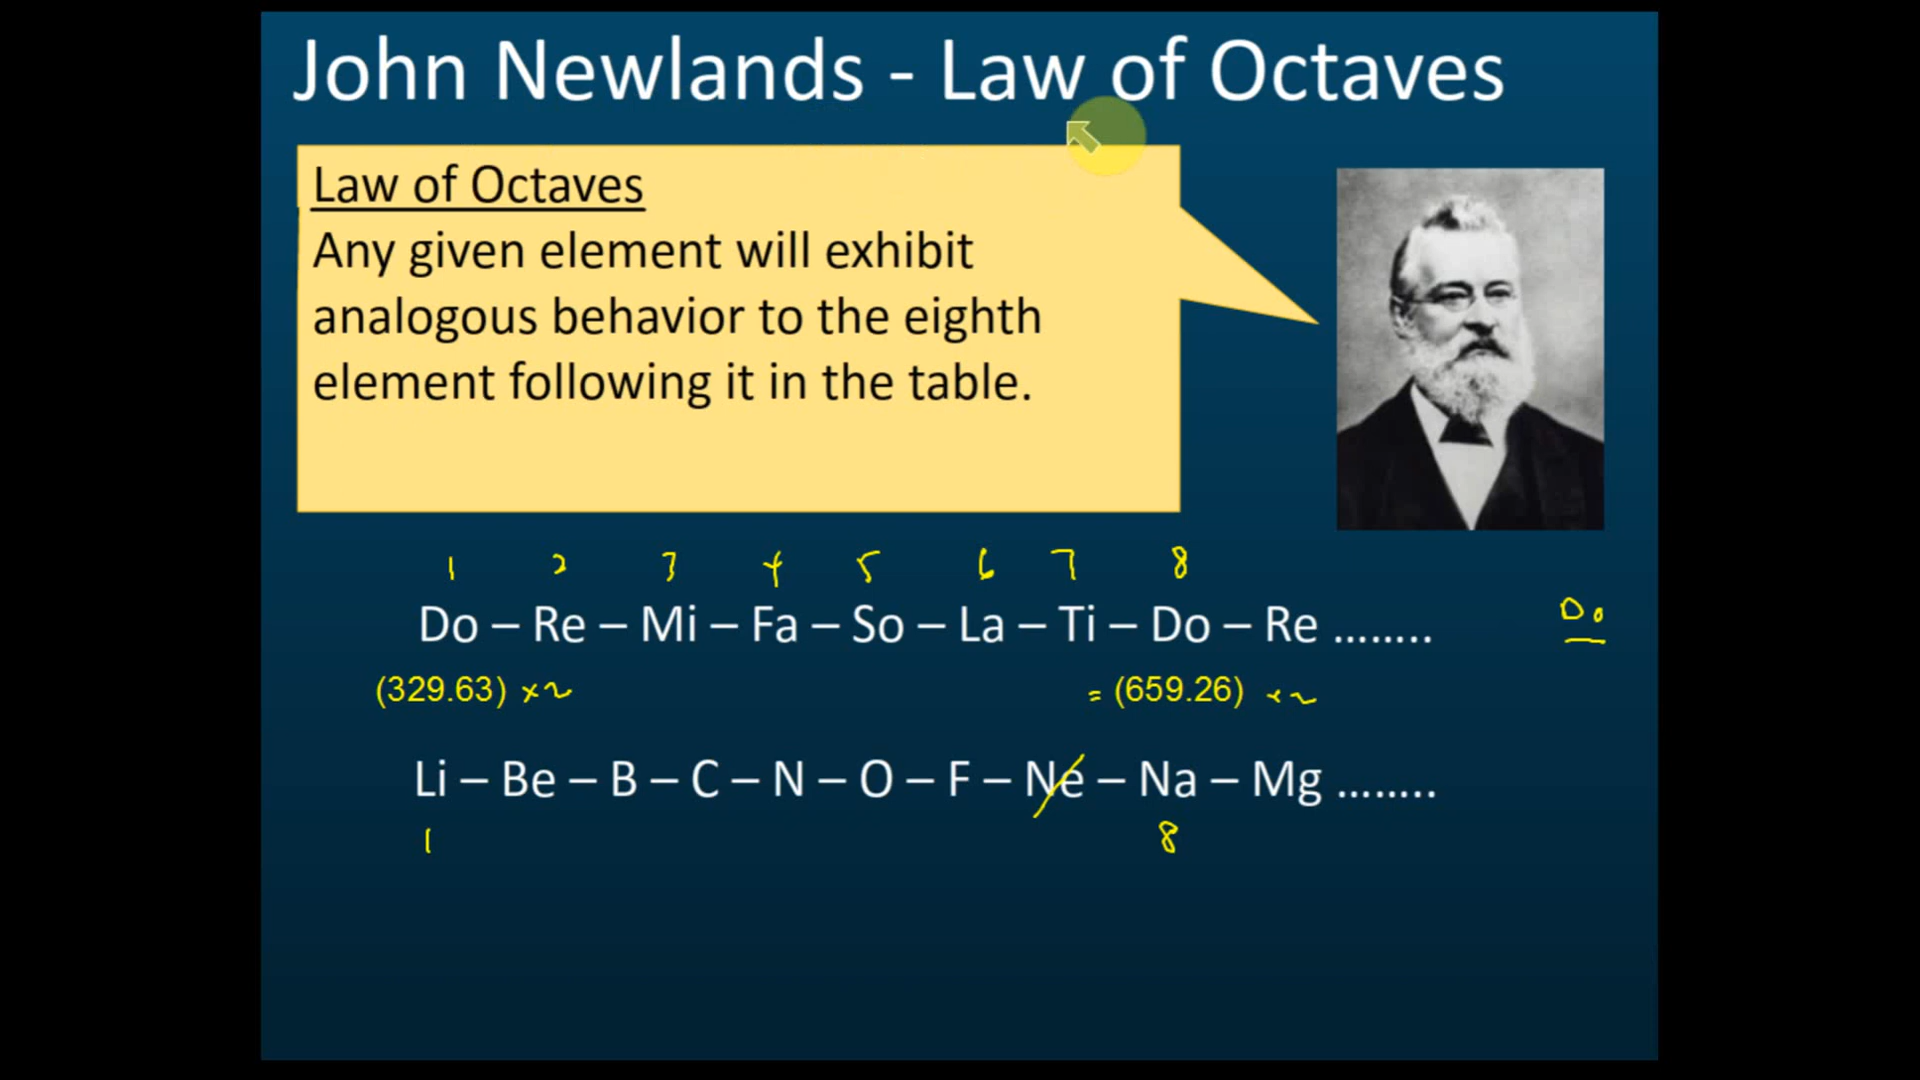 John Newlands - Law of Octaves
Law of Octaves
Any given element will exhibit
analogous behavior to the eighth
element following it in the table.
1 2 3 4 5 6 7 8
Do – Re – Mi – Fa – So – La – Ti – Do – Re ........
Do
(329.63) ×2 = (659.26) ×2
Li – Be – B – C – N – O – F – Ne – Na – Mg ........
1 8